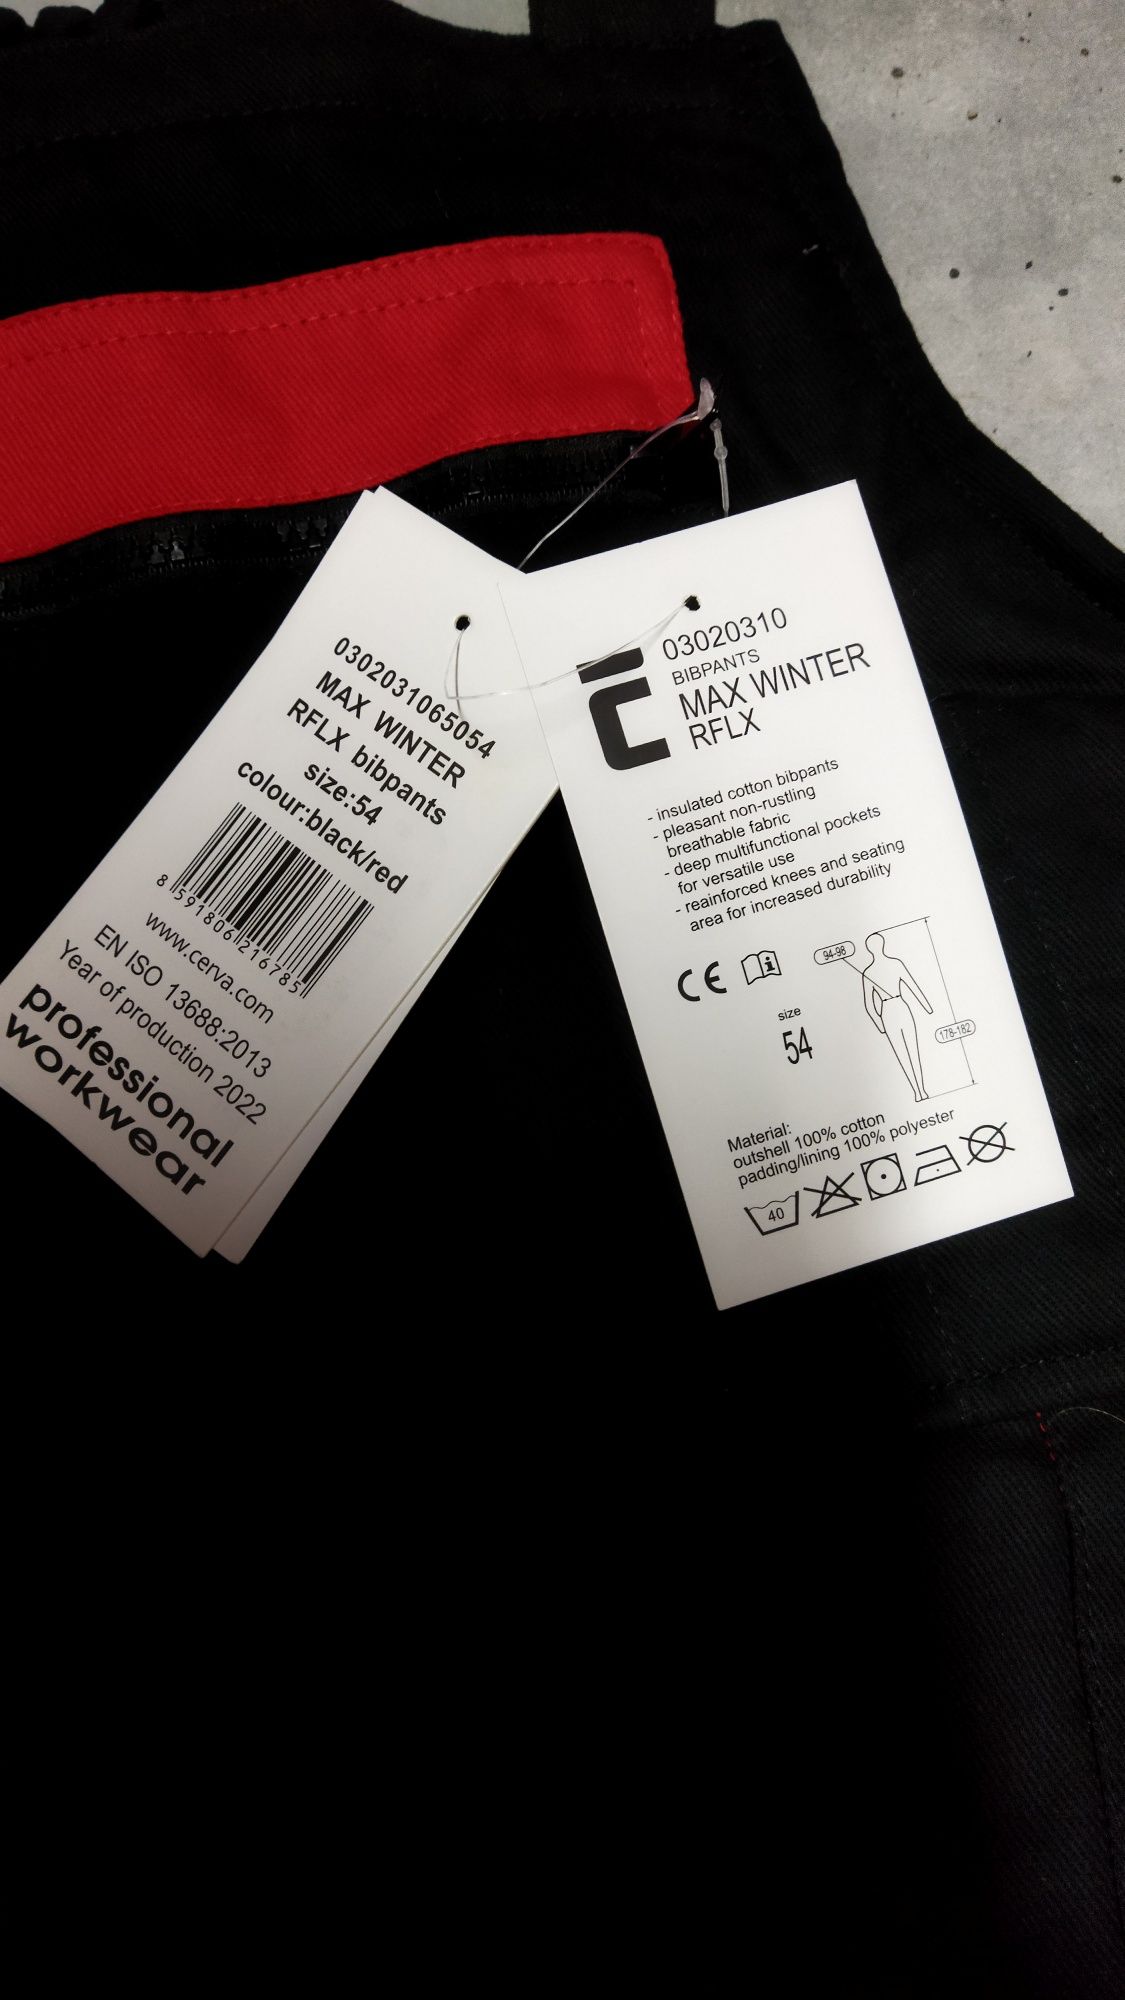 0302031065054
MAX WINTER
RFLX bibpants
size:54
colour:black/red
8 591806 216785
www.cerva.com
EN ISO 13688:2013
Year of production 2022
professional
workwear
03020310
BIBPANTS
MAX WINTER
RFLX
- insulated cotton bibpants
- pleasant non-rustling
breathable fabric
- deep multifunctional pockets
for versatile use
- reainforced knees and seating
area for increased durability
CE
94-98
178-182
size
54
Material:
outshell 100% cotton
padding/lining 100% polyester
40